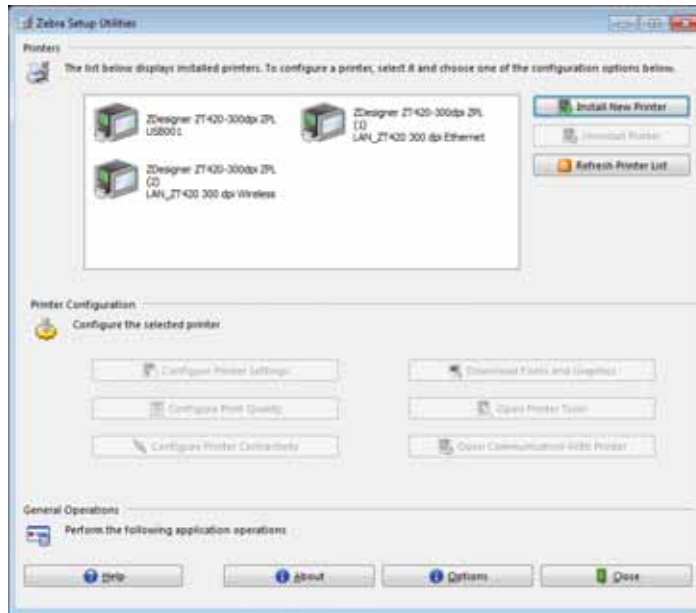 Zebra Setup Utilities
Printers
The list below displays installed printers. To configure a printer, select it and choose one of the configuration options below.
ZDesigner ZT420-300dpi ZPL
USB001
ZDesigner ZT420-300dpi ZPL
(1)
LAN_ZT420 300 dpi Ethernet
ZDesigner ZT420-300dpi ZPL
(2)
LAN_ZT420 300 dpi Wireless
Install New Printer
Uninstall Printer
Refresh Printer List
Printer Configuration
Configure the selected printer
Configure Printer Settings
Download Fonts and Graphics
Configure Print Quality
Open Printer Tools
Configure Printer Connectivity
Open Communication With Printer
General Operations
Perform the following application operations
Help
About
Options
Close